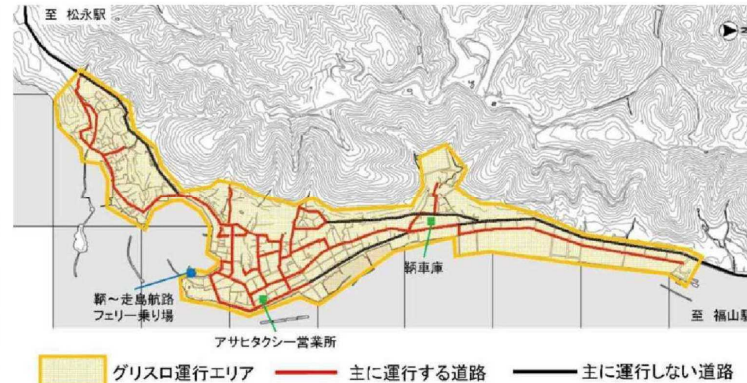 至 松永駅
鞆車庫
鞆~走島航路
フェリー乗り場
至 福山駅
アサヒタクシー営業所
グリスロ運行エリア
主に運行する道路
主に運行しない道路